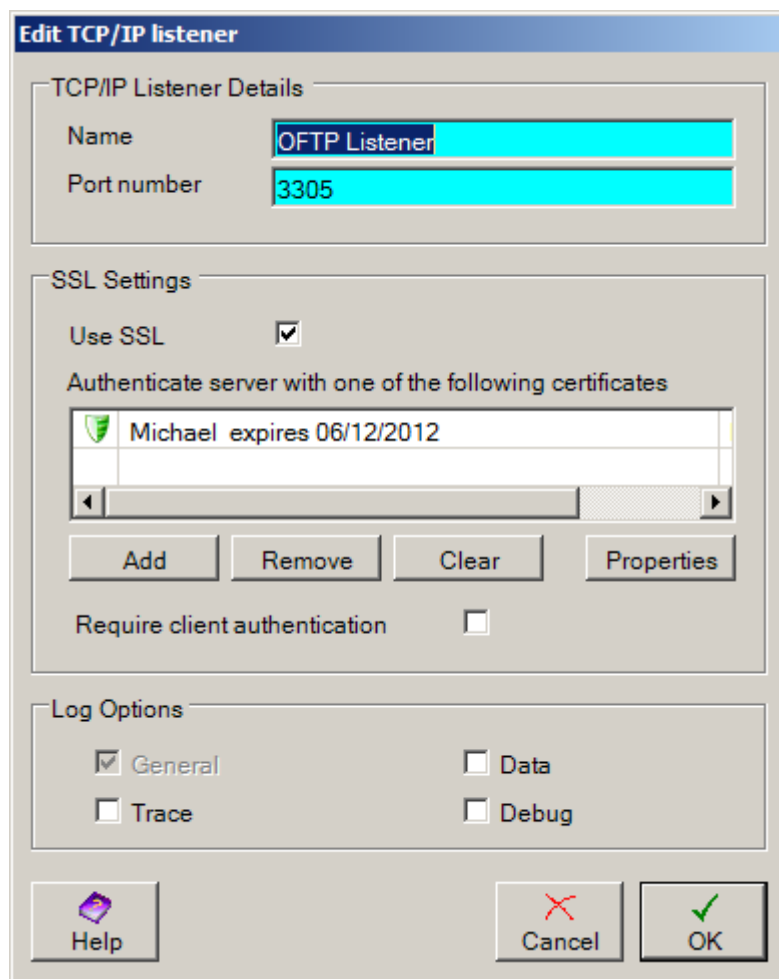 Edit TCP/IP listener
TCP/IP Listener Details
Name OFTP Listener
Port number 3305
SSL Settings
Use SSL
Authenticate server with one of the following certificates
Michael expires 06/12/2012
Add Remove Clear Properties
Require client authentication
Log Options
General Data
Trace Debug
Help Cancel OK